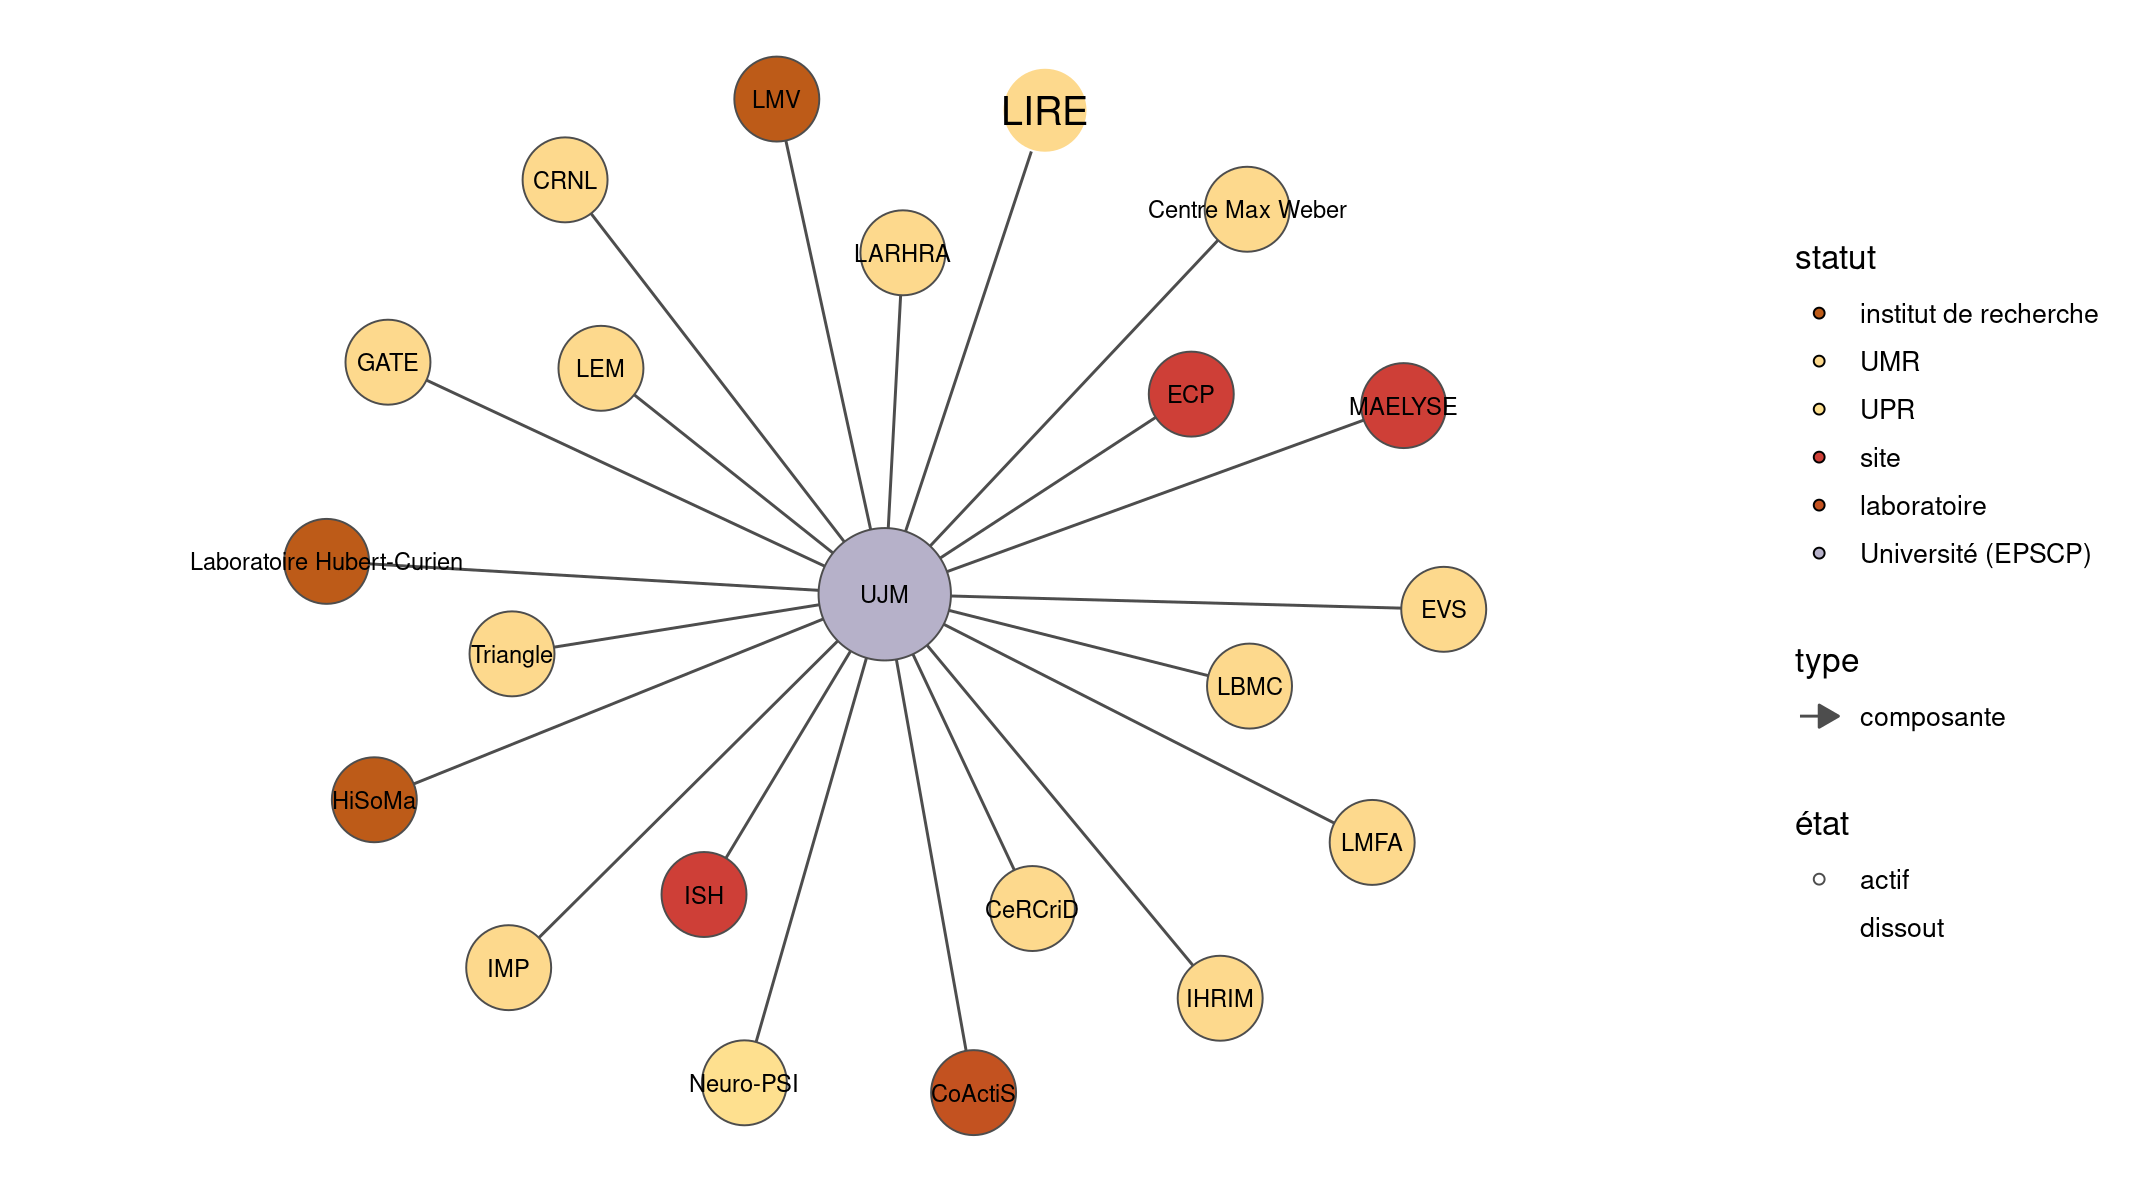 LMV
LIRE
CRNL
Centre Max Weber
LARHRA
GATE
LEM
ECP
MAELYSE
Laboratoire Hubert-Curien
UJM
EVS
Triangle
LBMC
HiSoMa
LMFA
ISH
CeRCriD
IMP
IHRIM
Neuro-PSI
CoActiS
statut
institut de recherche
UMR
UPR
site
laboratoire
Université (EPSCP)
type
composante
état
actif
dissout